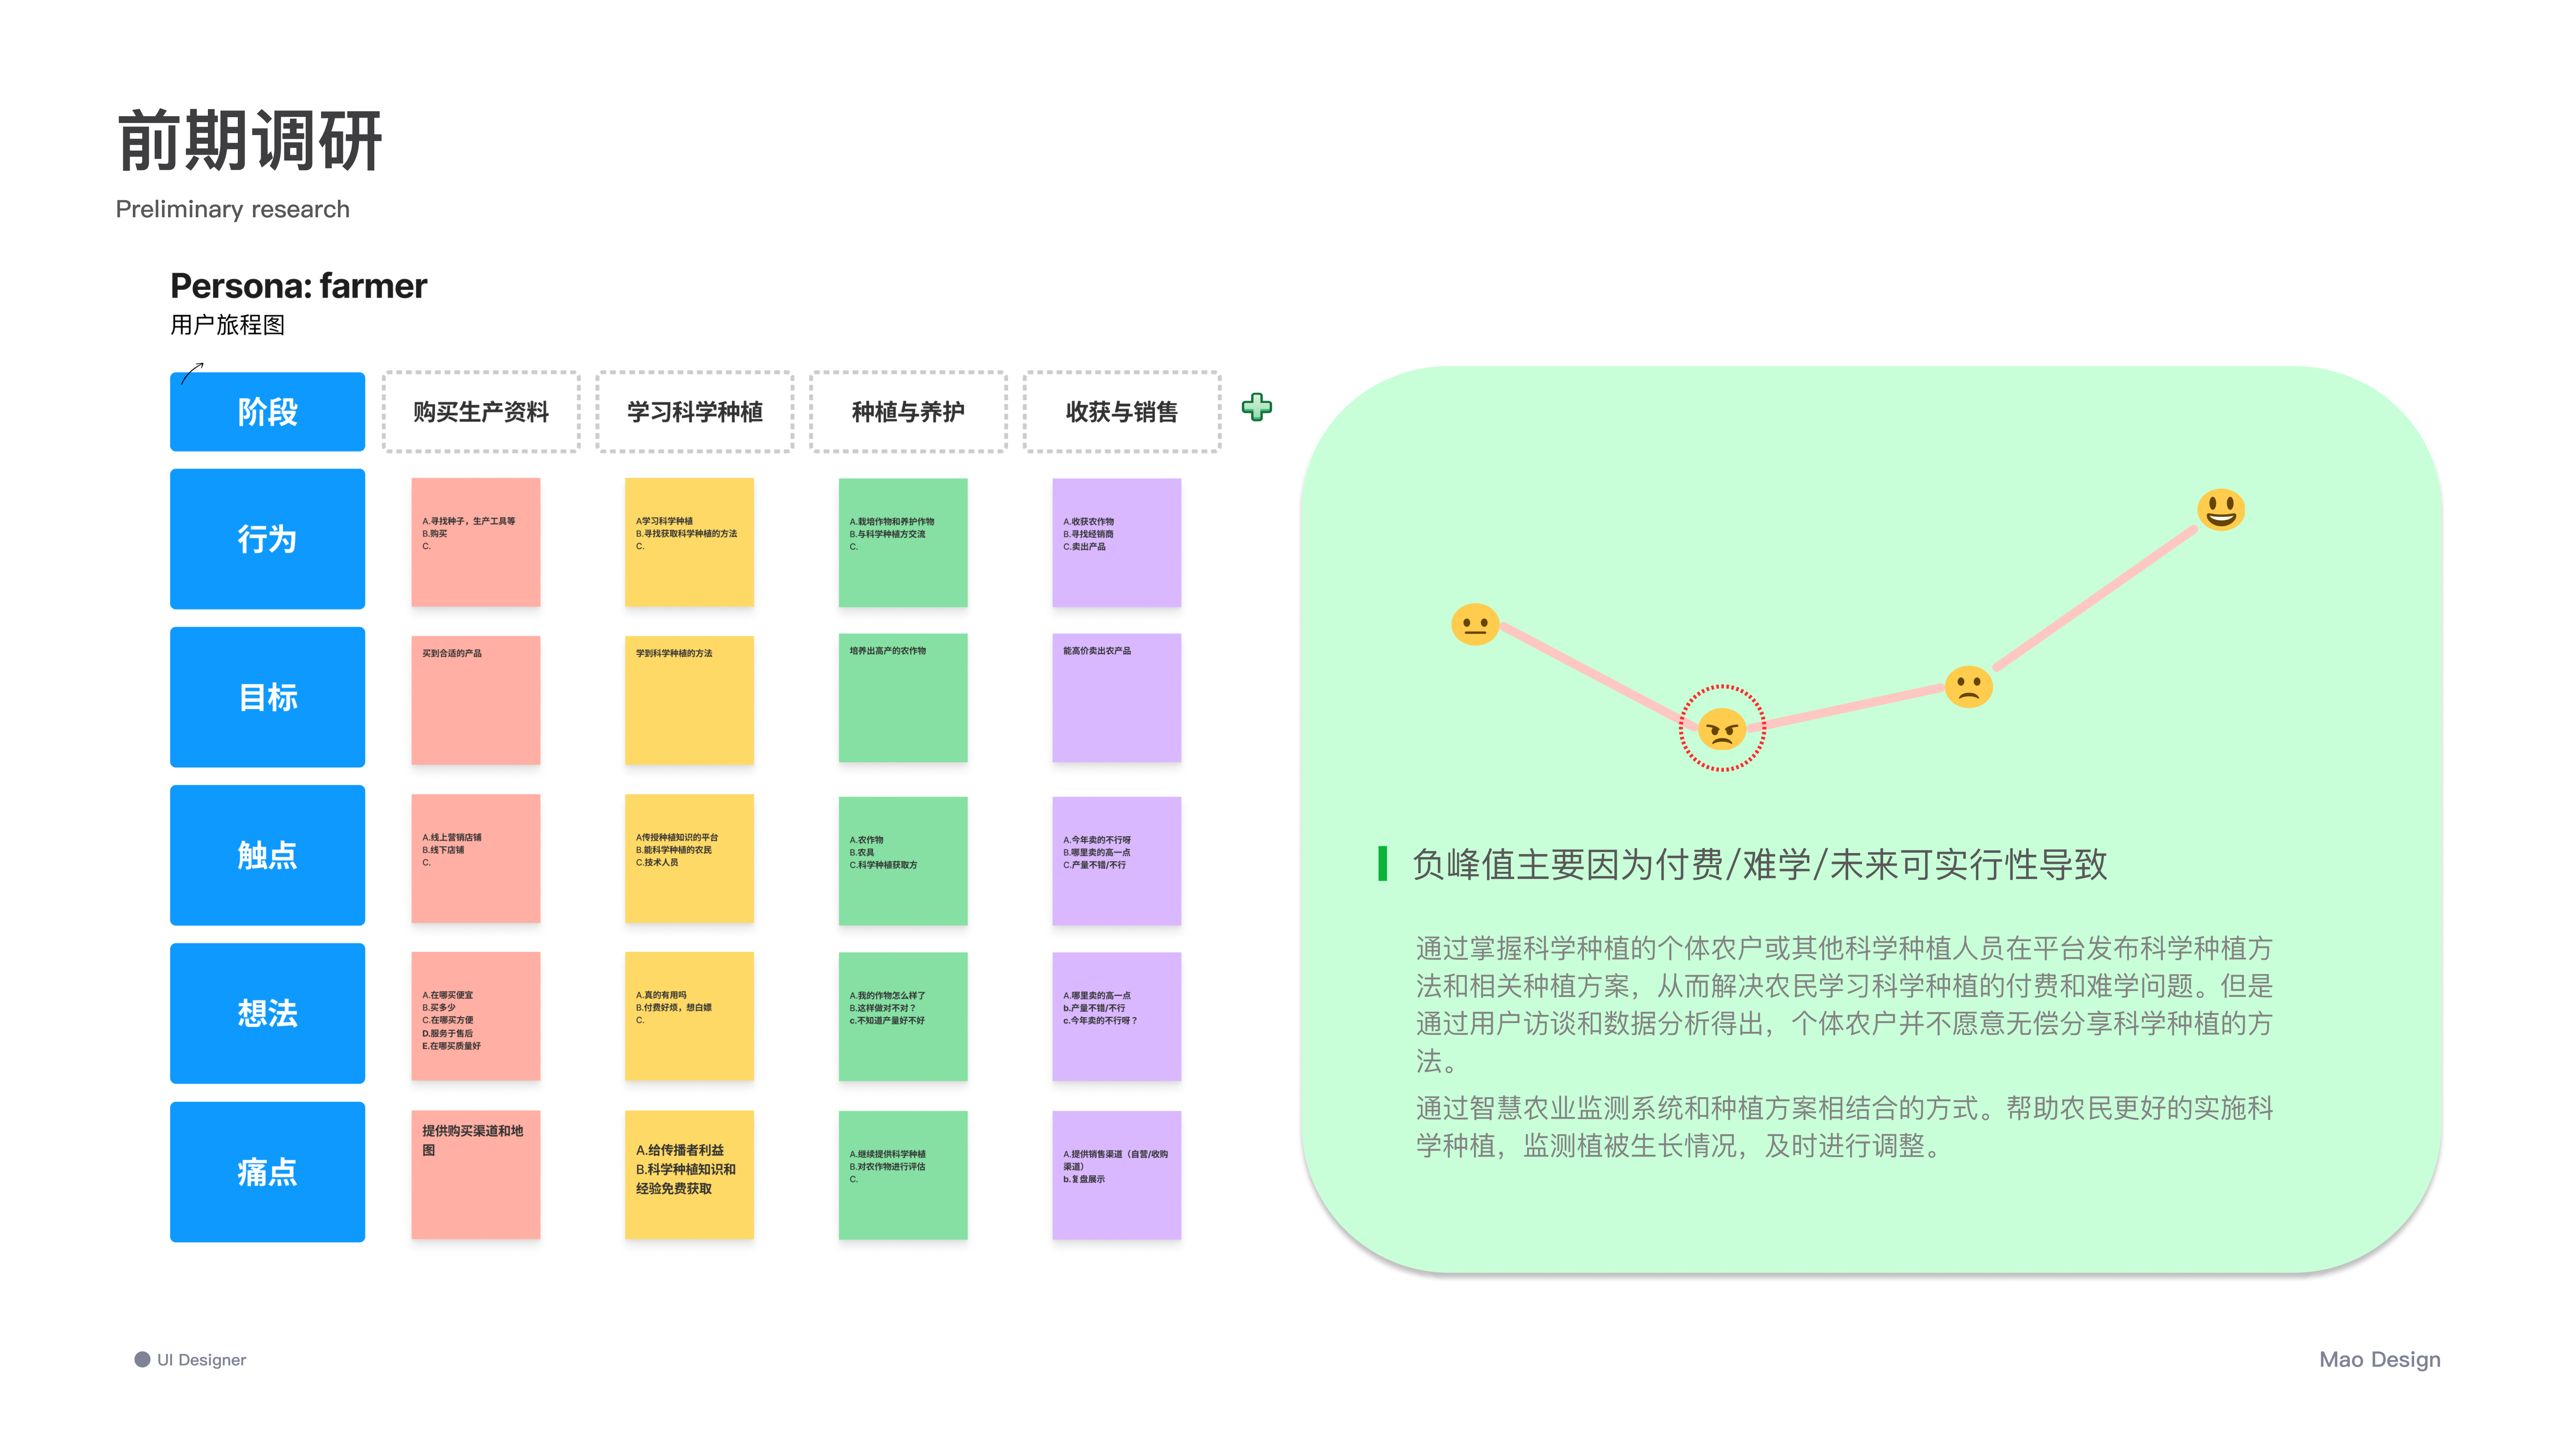 前期调研
Preliminary research
Persona: farmer
用户旅程图
阶段
购买生产资料
学习科学种植
种植与养护
收获与销售
行为
A.寻找种子，生产工具等
B.购买
C.
A学习科学种植
B.寻找获取科学种植的方法
C.
A.栽培作物和养护作物
B.与科学种植方交流
C.
A.收获农作物
B.寻找经销商
C.卖出产品
目标
买到合适的产品
学到科学种植的方法
培养出高产的农作物
能高价卖出农产品
触点
A.线上营销店铺
B.线下店铺
C.
A传授种植知识的平台
B.能科学种植的农民
C.技术人员
A.农作物
B.农具
C.科学种植获取方
A.今年卖的不行呀
B.哪里卖的高一点
C.产量不错/不行
想法
A.在哪买便宜
B.买多少
C.在哪买方便
D.服务于售后
E.在哪买质量好
A.真的有用吗
B.付费好烦，想白嫖
C.
A.我的作物怎么样了
B.这样做对不对？
c.不知道产量好不好
A.哪里卖的高一点
b.产量不错/不行
c.今年卖的不行呀？
痛点
提供购买渠道和地
图
A.给传播者利益
B.科学种植知识和
经验免费获取
A.继续提供科学种植
B.对农作物进行评估
C.
A.提供销售渠道（自营/收购
渠道）
b.复盘展示
负峰值主要因为付费/难学/未来可实行性导致
通过掌握科学种植的个体农户或其他科学种植人员在平台发布科学种植方
法和相关种植方案，从而解决农民学习科学种植的付费和难学问题。但是
通过用户访谈和数据分析得出，个体农户并不愿意无偿分享科学种植的方
法。
通过智慧农业监测系统和种植方案相结合的方式。帮助农民更好的实施科
学种植，监测植被生长情况，及时进行调整。
UI Designer
Mao Design